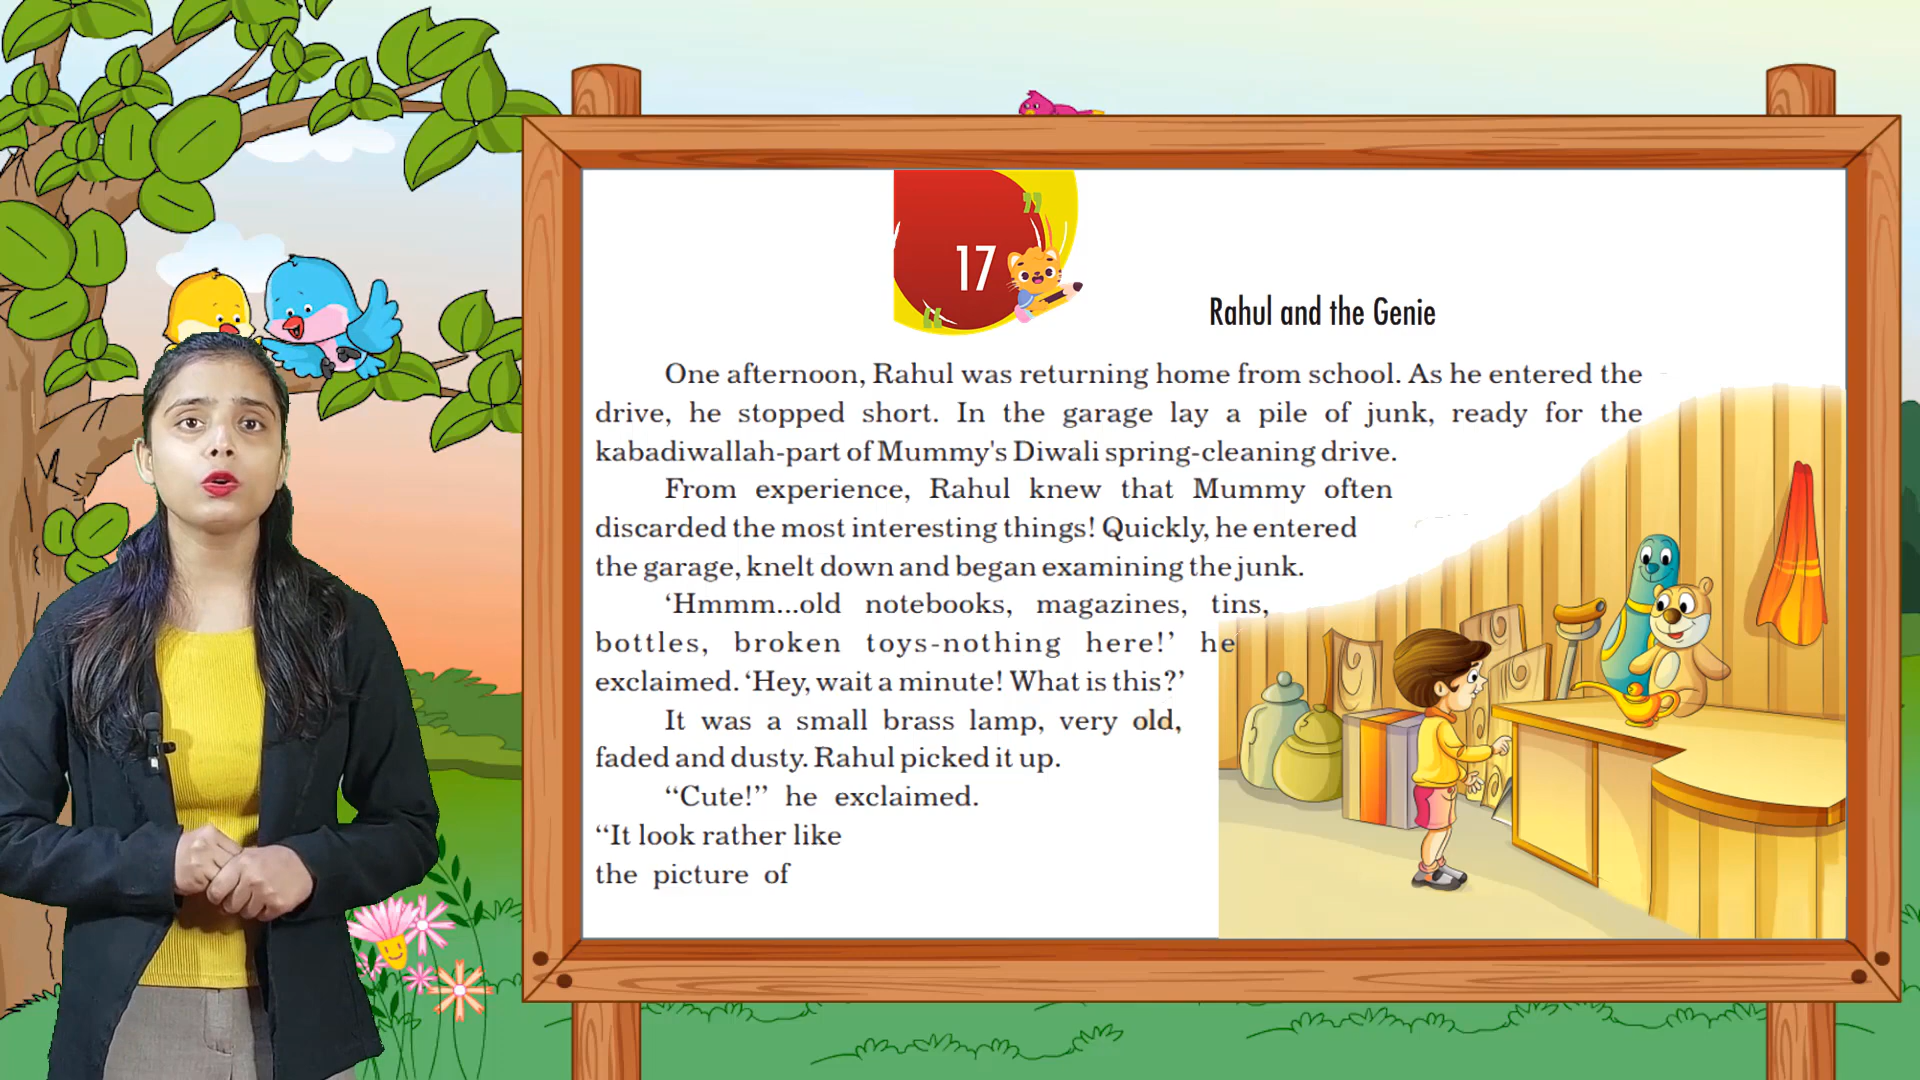 17
Rahul and the Genie
One afternoon, Rahul was returning home from school. As he entered the
drive, he stopped short. In the garage lay a pile of junk, ready for the
kabadiwallah-part of Mummy's Diwali spring-cleaning drive.
From experience, Rahul knew that Mummy often
discarded the most interesting things! Quickly, he entered
the garage, knelt down and began examining the junk.
‘Hmmm...old notebooks, magazines, tins,
bottles, broken toys-nothing here!’ he
exclaimed. ‘Hey, wait a minute! What is this?’
It was a small brass lamp, very old,
faded and dusty. Rahul picked it up.
“Cute!” he exclaimed.
“It look rather like
the picture of